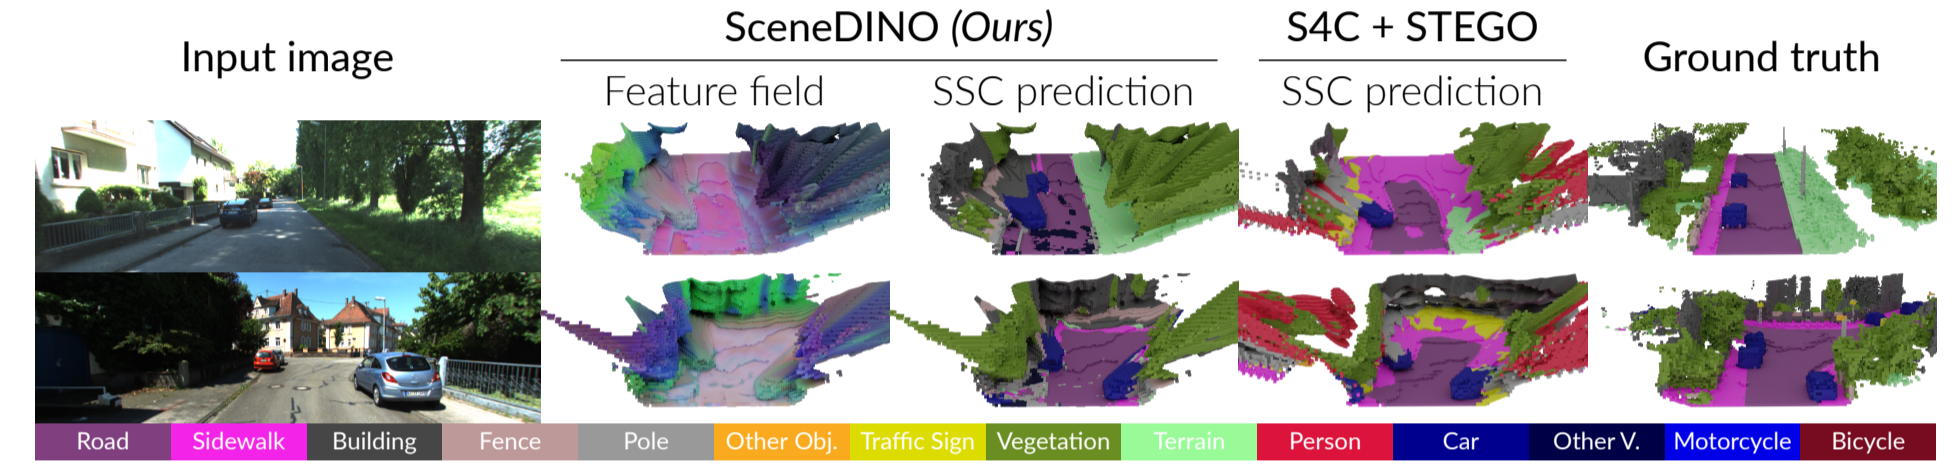 Input image
SceneDINO (Ours)
S4C + STEGO
Ground truth
Feature field
SSC prediction
SSC prediction
Road
Sidewalk
Building
Fence
Pole
Other Obj.
Traffic Sign
Vegetation
Terrain
Person
Car
Other V.
Motorcycle
Bicycle